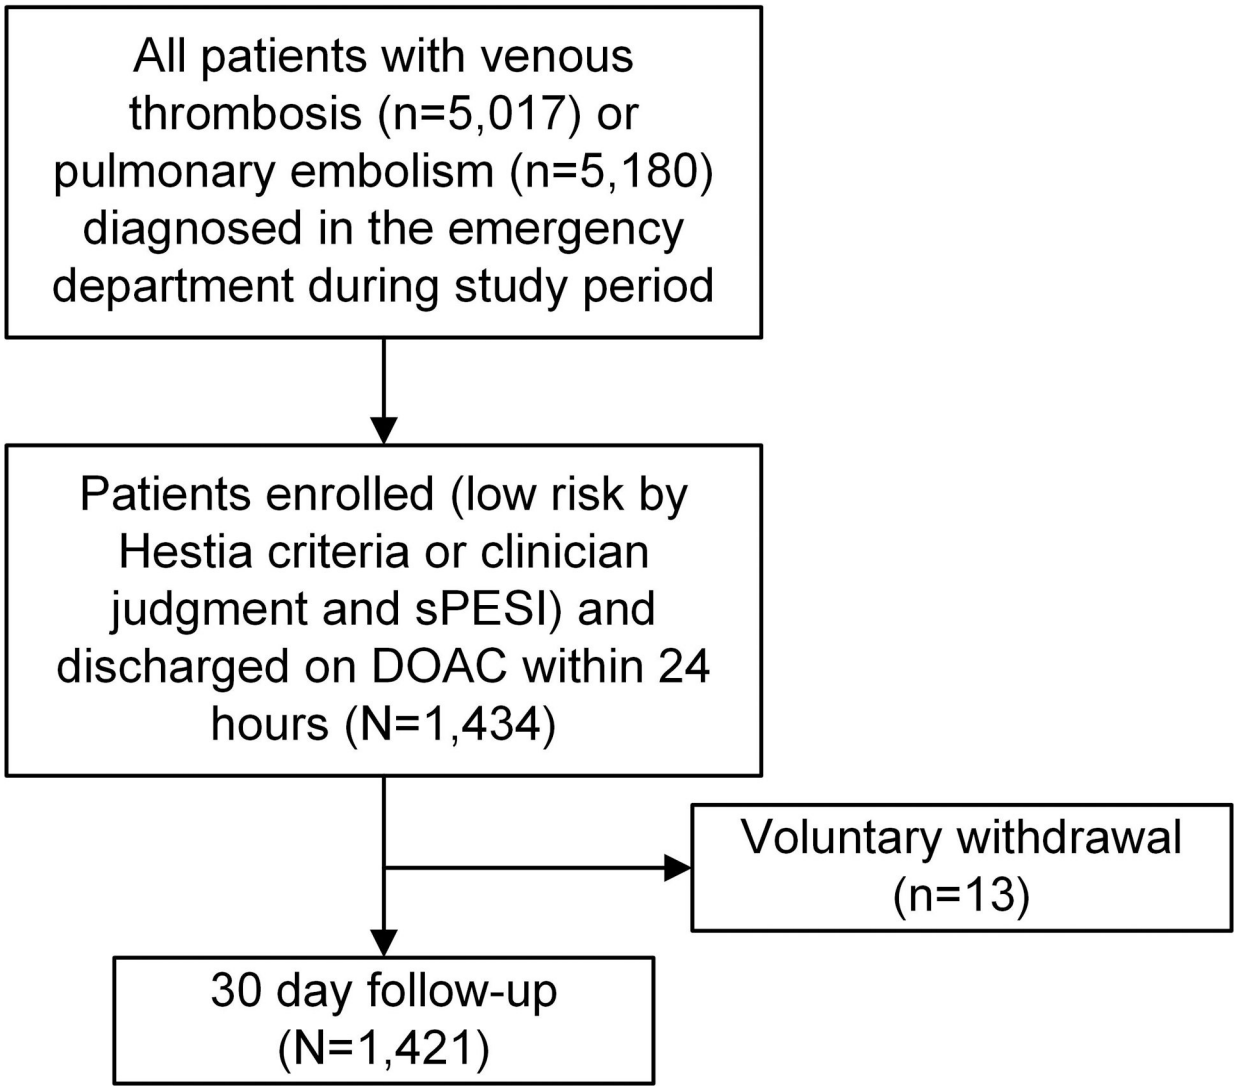 All patients with venous
thrombosis (n=5,017) or
pulmonary embolism (n=5,180)
diagnosed in the emergency
department during study period
Patients enrolled (low risk by
Hestia criteria or clinician
judgment and sPESI) and
discharged on DOAC within 24
hours (N=1,434)
Voluntary withdrawal
(n=13)
30 day follow-up
(N=1,421)